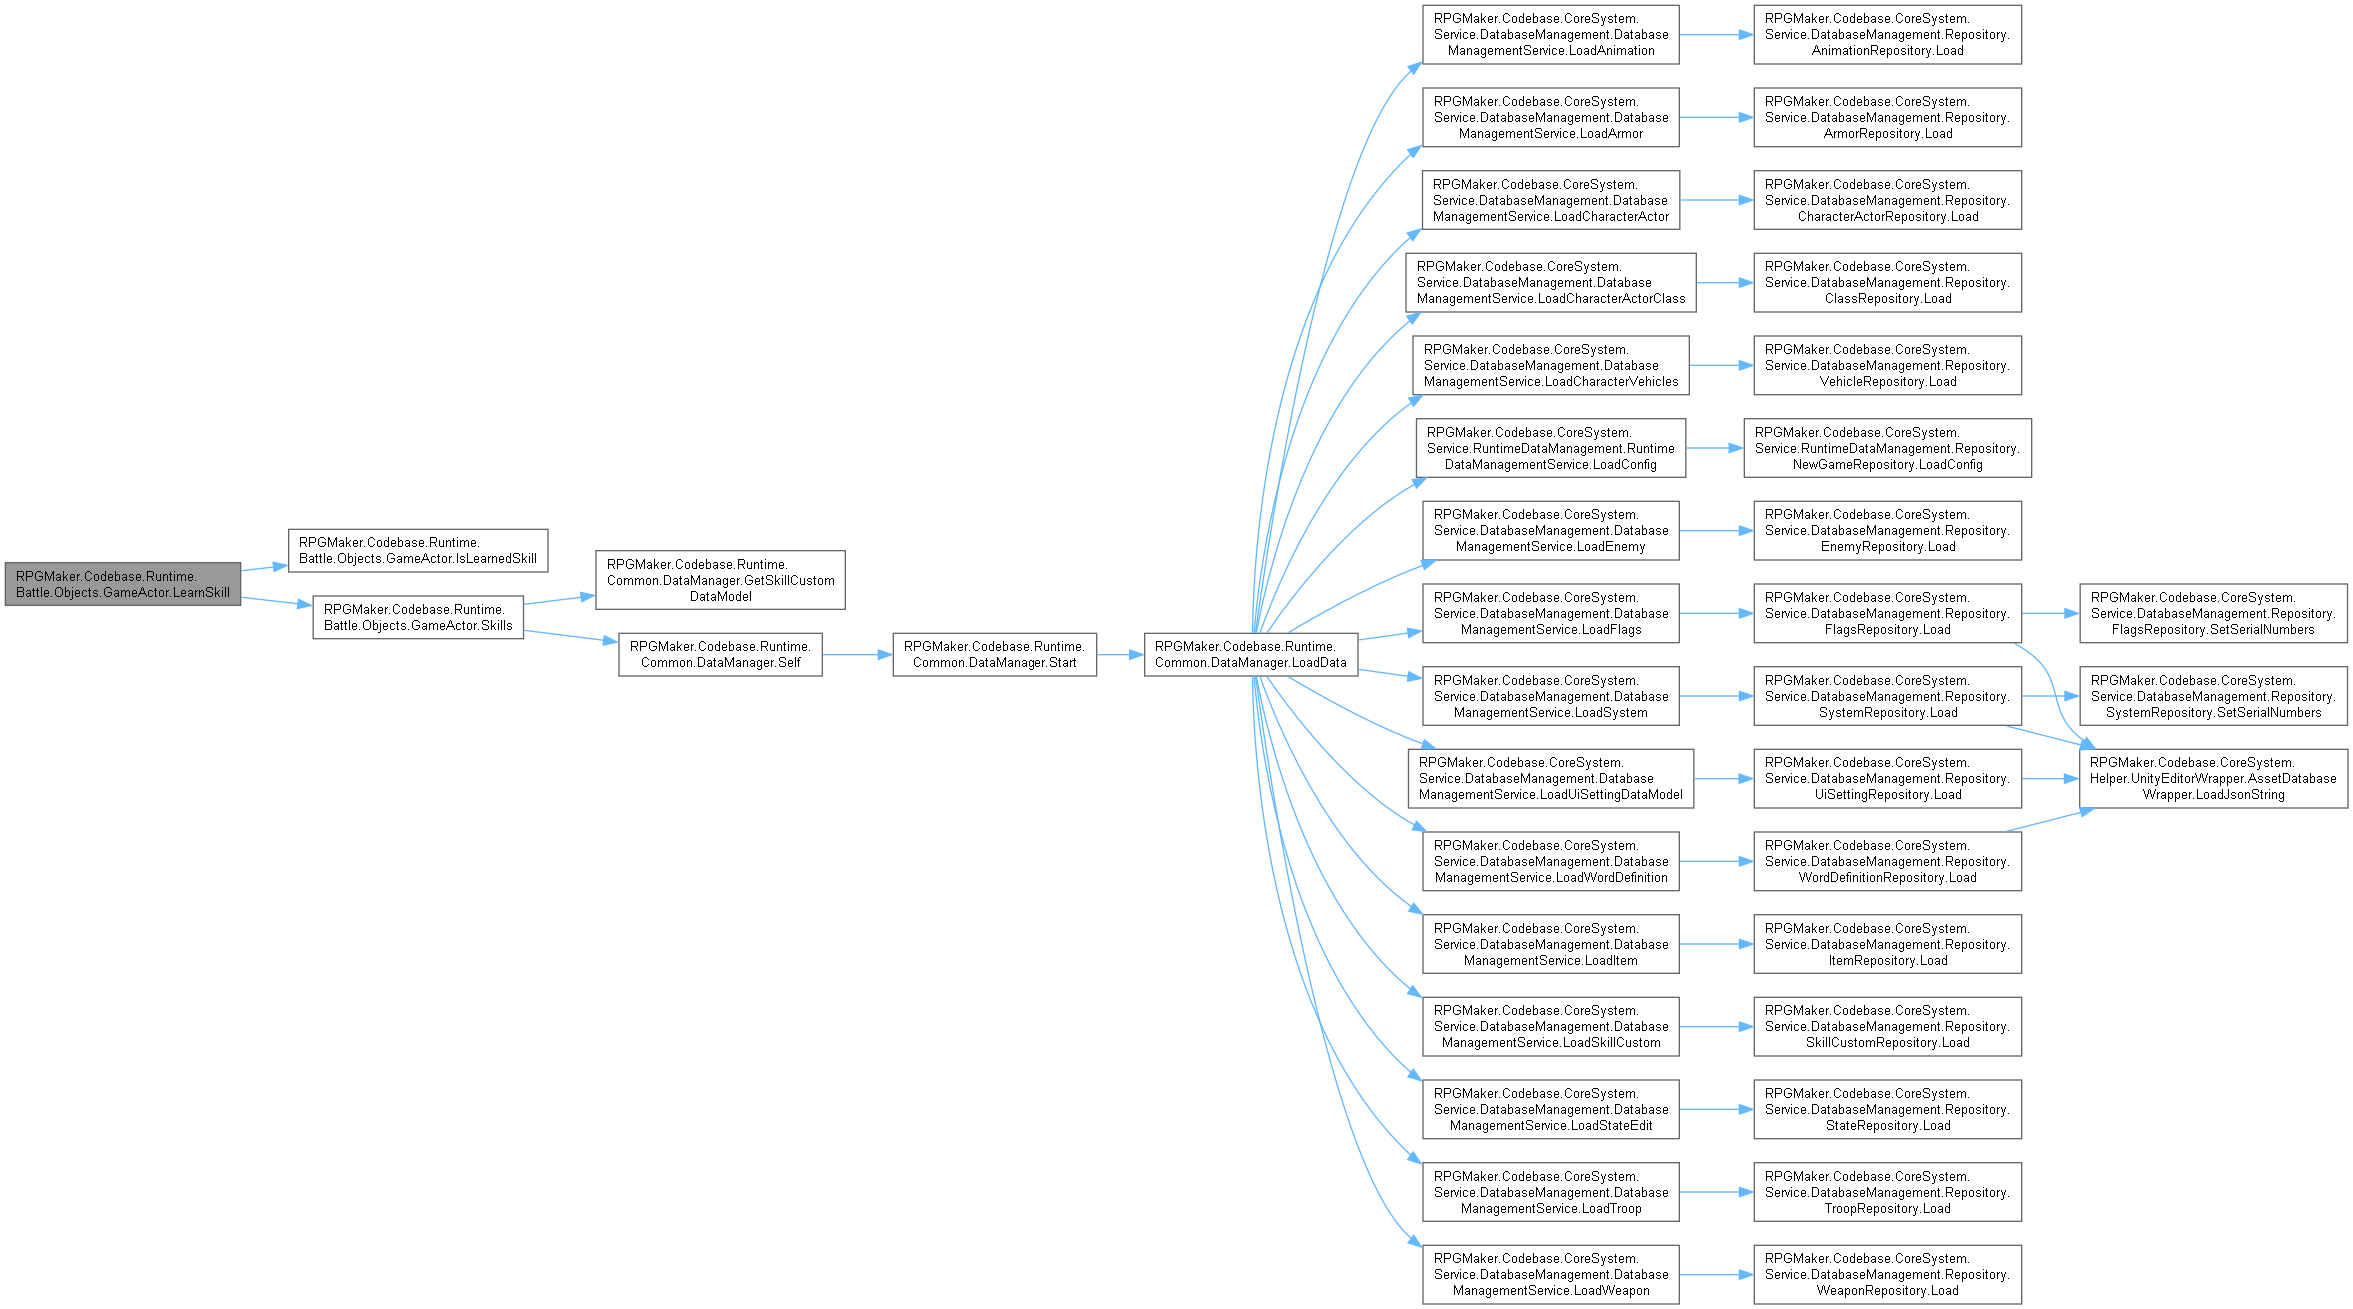 RPGMaker.Codebase.Runtime.
Battle.Objects.GameActor.LearnSkill
RPGMaker.Codebase.Runtime.
Battle.Objects.GameActor.IsLearnedSkill
RPGMaker.Codebase.Runtime.
Battle.Objects.GameActor.Skills
RPGMaker.Codebase.Runtime.
Common.DataManager.GetSkillCustom
DataModel
RPGMaker.Codebase.Runtime.
Common.DataManager.Self
RPGMaker.Codebase.Runtime.
Common.DataManager.Start
RPGMaker.Codebase.Runtime.
Common.DataManager.LoadData
RPGMaker.Codebase.CoreSystem.
Service.DatabaseManagement.Database
ManagementService.LoadAnimation
RPGMaker.Codebase.CoreSystem.
Service.DatabaseManagement.Repository.
AnimationRepository.Load
RPGMaker.Codebase.CoreSystem.
Service.DatabaseManagement.Database
ManagementService.LoadArmor
RPGMaker.Codebase.CoreSystem.
Service.DatabaseManagement.Repository.
ArmorRepository.Load
RPGMaker.Codebase.CoreSystem.
Service.DatabaseManagement.Database
ManagementService.LoadCharacterActor
RPGMaker.Codebase.CoreSystem.
Service.DatabaseManagement.Repository.
CharacterActorRepository.Load
RPGMaker.Codebase.CoreSystem.
Service.DatabaseManagement.Database
ManagementService.LoadCharacterActorClass
RPGMaker.Codebase.CoreSystem.
Service.DatabaseManagement.Repository.
ClassRepository.Load
RPGMaker.Codebase.CoreSystem.
Service.DatabaseManagement.Database
ManagementService.LoadCharacterVehicles
RPGMaker.Codebase.CoreSystem.
Service.DatabaseManagement.Repository.
VehicleRepository.Load
RPGMaker.Codebase.CoreSystem.
Service.RuntimeDataManagement.Runtime
DataManagementService.LoadConfig
RPGMaker.Codebase.CoreSystem.
Service.RuntimeDataManagement.Repository.
NewGameRepository.LoadConfig
RPGMaker.Codebase.CoreSystem.
Service.DatabaseManagement.Database
ManagementService.LoadEnemy
RPGMaker.Codebase.CoreSystem.
Service.DatabaseManagement.Repository.
EnemyRepository.Load
RPGMaker.Codebase.CoreSystem.
Service.DatabaseManagement.Database
ManagementService.LoadFlags
RPGMaker.Codebase.CoreSystem.
Service.DatabaseManagement.Repository.
FlagsRepository.Load
RPGMaker.Codebase.CoreSystem.
Service.DatabaseManagement.Repository.
FlagsRepository.SetSerialNumbers
RPGMaker.Codebase.CoreSystem.
Service.DatabaseManagement.Database
ManagementService.LoadSystem
RPGMaker.Codebase.CoreSystem.
Service.DatabaseManagement.Repository.
SystemRepository.Load
RPGMaker.Codebase.CoreSystem.
Service.DatabaseManagement.Repository.
SystemRepository.SetSerialNumbers
RPGMaker.Codebase.CoreSystem.
Service.DatabaseManagement.Database
ManagementService.LoadUiSettingDataModel
RPGMaker.Codebase.CoreSystem.
Service.DatabaseManagement.Repository.
UiSettingRepository.Load
RPGMaker.Codebase.CoreSystem.
Helper.UnityEditorWrapper.AssetDatabase
Wrapper.LoadJsonString
RPGMaker.Codebase.CoreSystem.
Service.DatabaseManagement.Database
ManagementService.LoadWordDefinition
RPGMaker.Codebase.CoreSystem.
Service.DatabaseManagement.Repository.
WordDefinitionRepository.Load
RPGMaker.Codebase.CoreSystem.
Service.DatabaseManagement.Database
ManagementService.LoadItem
RPGMaker.Codebase.CoreSystem.
Service.DatabaseManagement.Repository.
ItemRepository.Load
RPGMaker.Codebase.CoreSystem.
Service.DatabaseManagement.Database
ManagementService.LoadSkillCustom
RPGMaker.Codebase.CoreSystem.
Service.DatabaseManagement.Repository.
SkillCustomRepository.Load
RPGMaker.Codebase.CoreSystem.
Service.DatabaseManagement.Database
ManagementService.LoadStateEdit
RPGMaker.Codebase.CoreSystem.
Service.DatabaseManagement.Repository.
StateRepository.Load
RPGMaker.Codebase.CoreSystem.
Service.DatabaseManagement.Database
ManagementService.LoadTroop
RPGMaker.Codebase.CoreSystem.
Service.DatabaseManagement.Repository.
TroopRepository.Load
RPGMaker.Codebase.CoreSystem.
Service.DatabaseManagement.Database
ManagementService.LoadWeapon
RPGMaker.Codebase.CoreSystem.
Service.DatabaseManagement.Repository.
WeaponRepository.Load